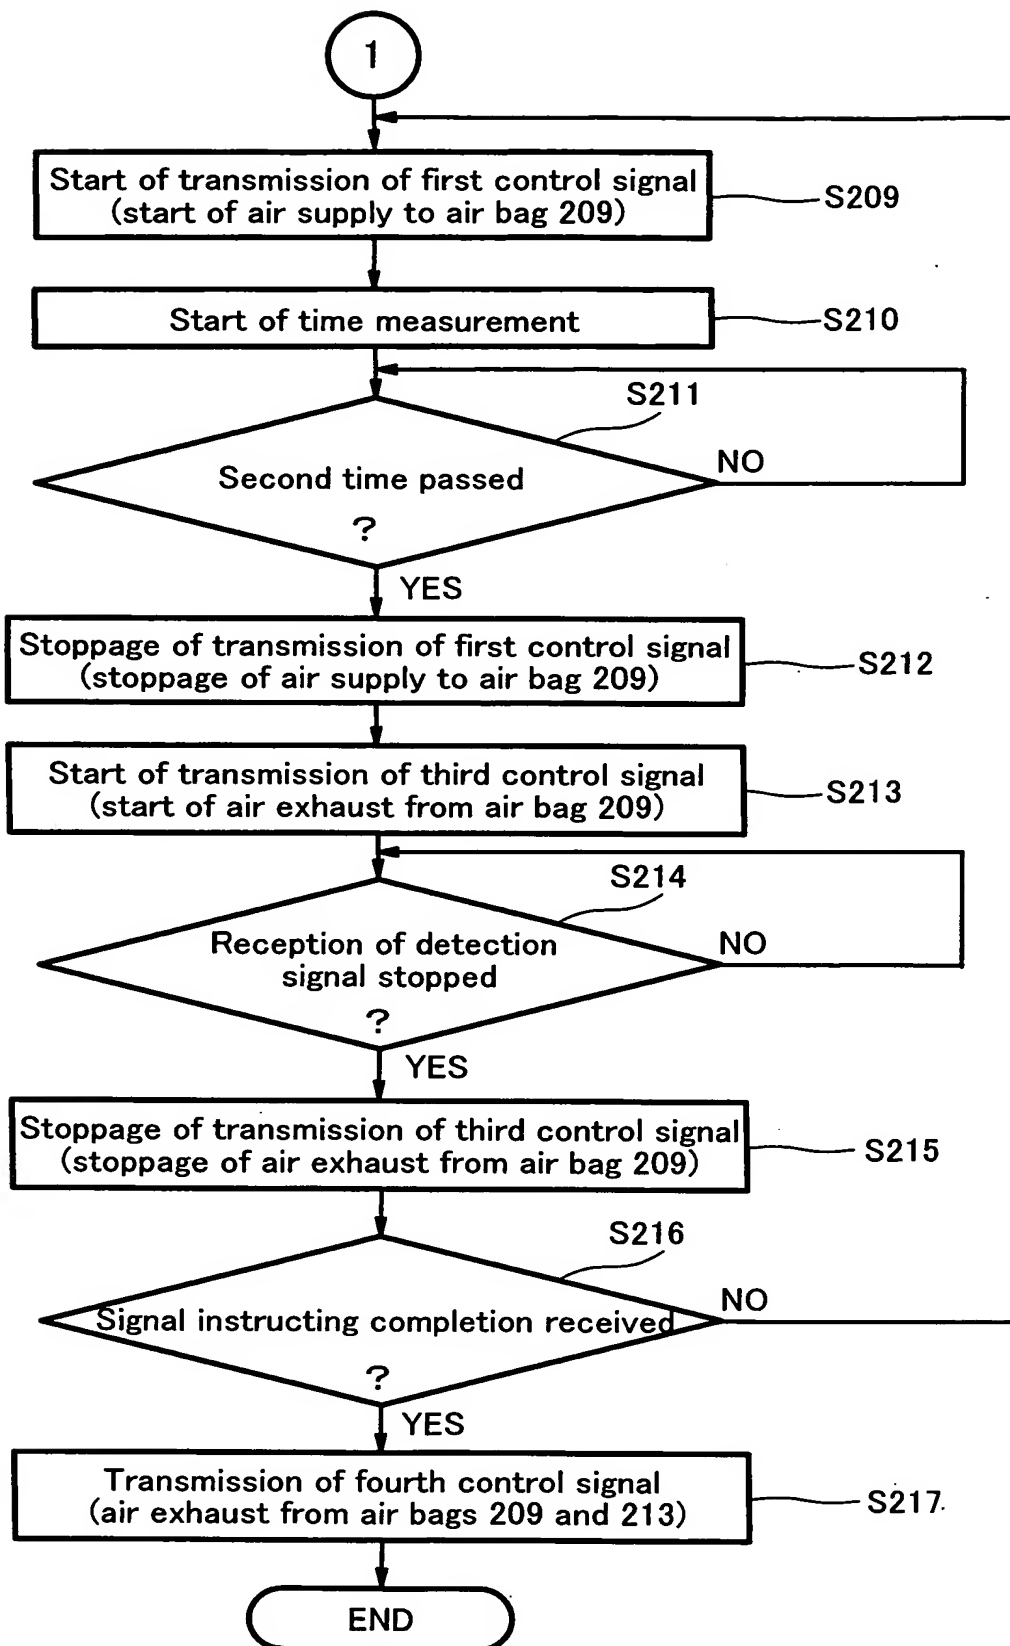 1
Start of transmission of first control signal
(start of air supply to air bag 209)
S209
Start of time measurement
S210
S211
Second time passed
?
NO
YES
Stoppage of transmission of first control signal
(stoppage of air supply to air bag 209)
S212
Start of transmission of third control signal
(start of air exhaust from air bag 209)
S213
S214
Reception of detection
signal stopped
?
NO
YES
Stoppage of transmission of third control signal
(stoppage of air exhaust from air bag 209)
S215
S216
Signal instructing completion received
?
NO
YES
Transmission of fourth control signal
(air exhaust from air bags 209 and 213)
S217
END